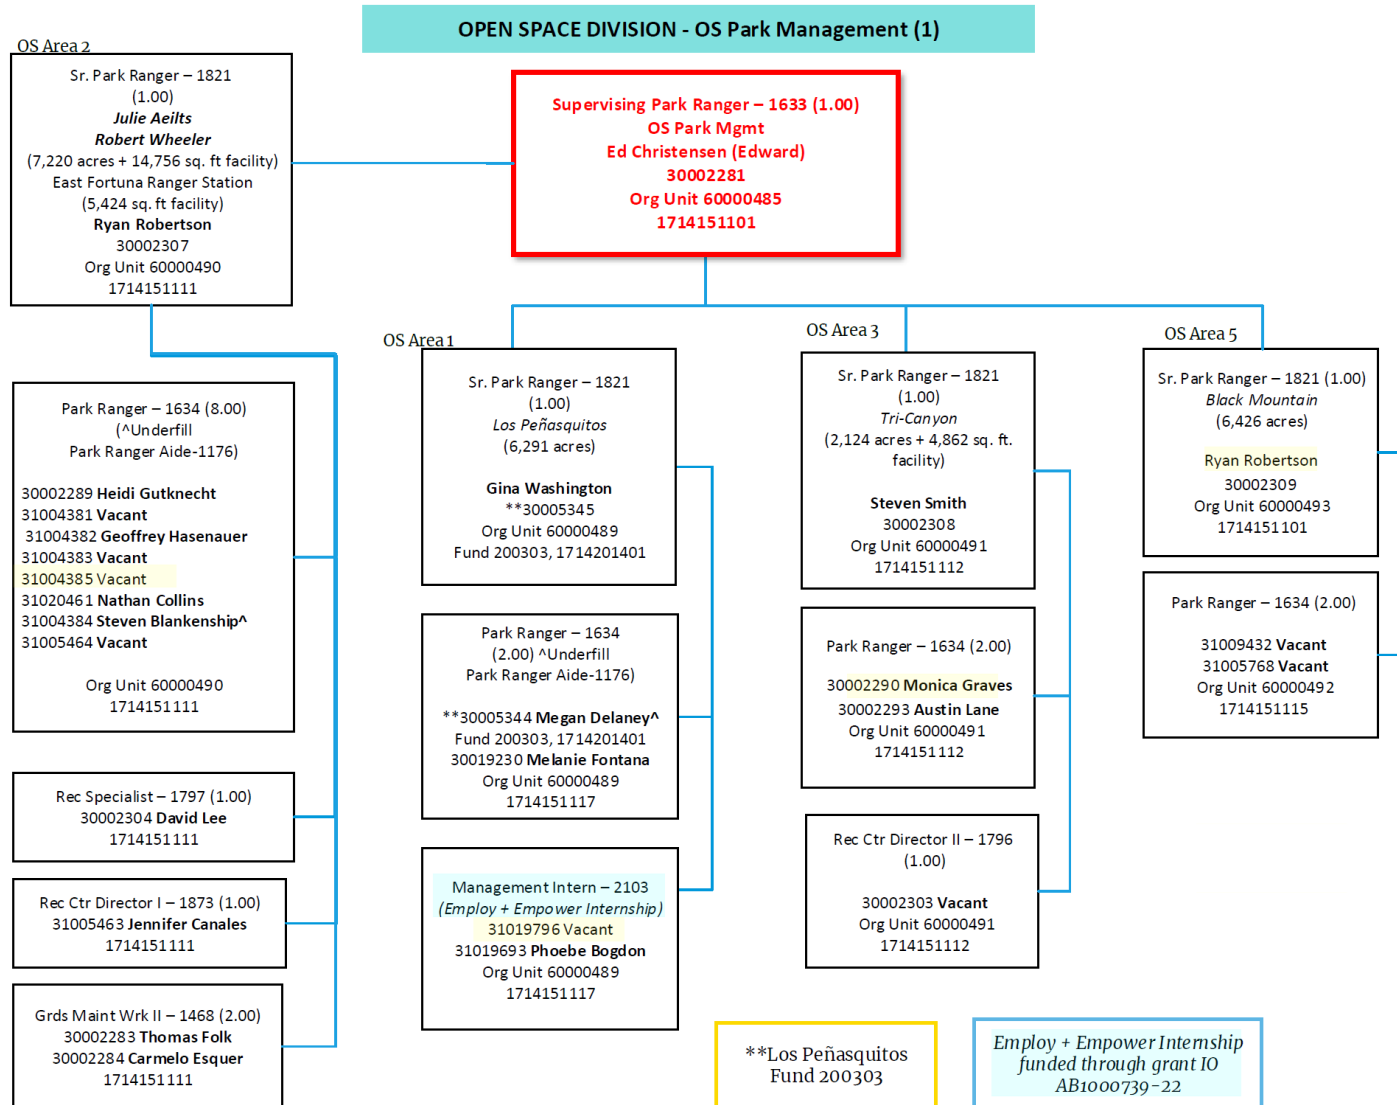 OPEN SPACE DIVISION - OS Park Management (1)
OS Area 2
Sr. Park Ranger – 1821
(1.00)
Julie Aeilts
Robert Wheeler
(7,220 acres + 14,756 sq. ft facility)
East Fortuna Ranger Station
(5,424 sq. ft facility)
Ryan Robertson
30002307
Org Unit 60000490
1714151111
Supervising Park Ranger – 1633 (1.00)
OS Park Mgmt
Ed Christensen (Edward)
30002281
Org Unit 60000485
1714151101
Park Ranger – 1634 (8.00)
(^Underfill
Park Ranger Aide-1176)
30002289 Heidi Gutknecht
31004381 Vacant
31004382 Geoffrey Hasenauer
31004383 Vacant
31004385 Vacant
31020461 Nathan Collins
31004384 Steven Blankenship^
31005464 Vacant
Org Unit 60000490
1714151111
Rec Specialist – 1797 (1.00)
30002304 David Lee
1714151111
Rec Ctr Director I – 1873 (1.00)
31005463 Jennifer Canales
1714151111
Grds Maint Wrk II – 1468 (2.00)
30002283 Thomas Folk
30002284 Carmelo Esquer
1714151111
OS Area 1
Sr. Park Ranger – 1821
(1.00)
Los Peñasquitos
(6,291 acres)
Gina Washington
**30005345
Org Unit 60000489
Fund 200303, 1714201401
Park Ranger – 1634
(2.00) ^Underfill
Park Ranger Aide-1176)
**30005344 Megan Delaney^
Fund 200303, 1714201401
30019230 Melanie Fontana
Org Unit 60000489
1714151117
Management Intern – 2103
(Employ + Empower Internship)
31019796 Vacant
31019693 Phoebe Bogdon
Org Unit 60000489
1714151117
OS Area 3
Sr. Park Ranger – 1821
(1.00)
Tri-Canyon
(2,124 acres + 4,862 sq. ft.
facility)
Steven Smith
30002308
Org Unit 60000491
1714151112
Park Ranger – 1634 (2.00)
30002290 Monica Graves
30002293 Austin Lane
Org Unit 60000491
1714151112
Rec Ctr Director II – 1796
(1.00)
30002303 Vacant
Org Unit 60000491
1714151112
OS Area 5
Sr. Park Ranger – 1821 (1.00)
Black Mountain
(6,426 acres)
Ryan Robertson
30002309
Org Unit 60000493
1714151101
Park Ranger – 1634 (2.00)
31009432 Vacant
31005768 Vacant
Org Unit 60000492
1714151115
**Los Peñasquitos
Fund 200303
Employ + Empower Internship
funded through grant IO
AB1000739-22